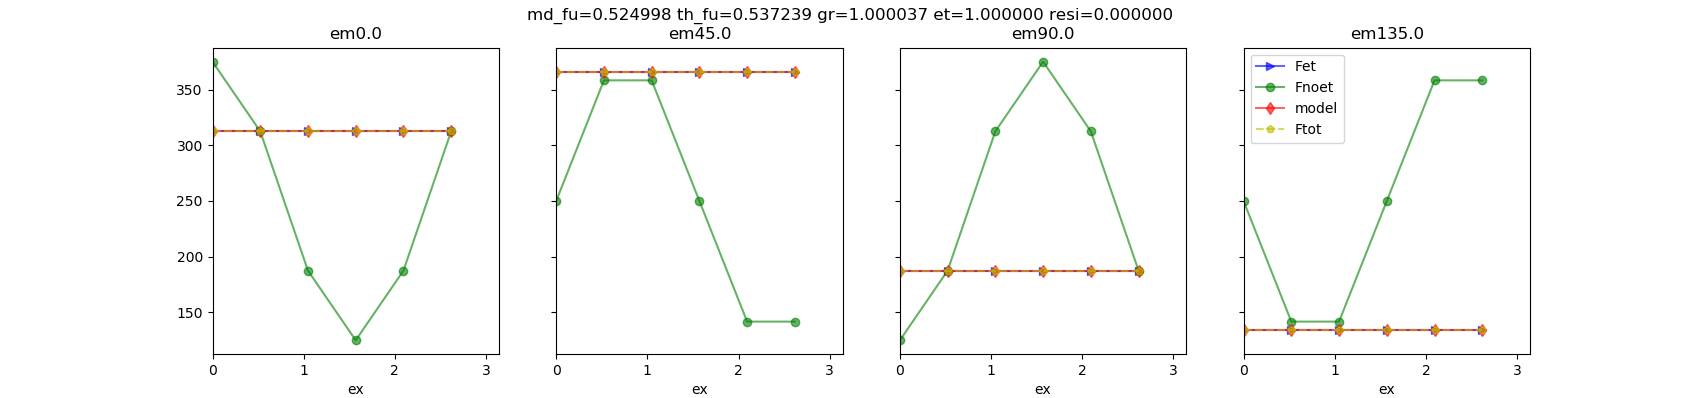 md_fu=0.524998 th_fu=0.537239 gr=1.000037 et=1.000000 resi=0.000000
em0.0
em45.0
em90.0
em135.0
350
300
250
200
150
Fet
Fnoet
model
Ftot
0 1 2 3
0 1 2 3
0 1 2 3
0 1 2 3
ex
ex
ex
ex